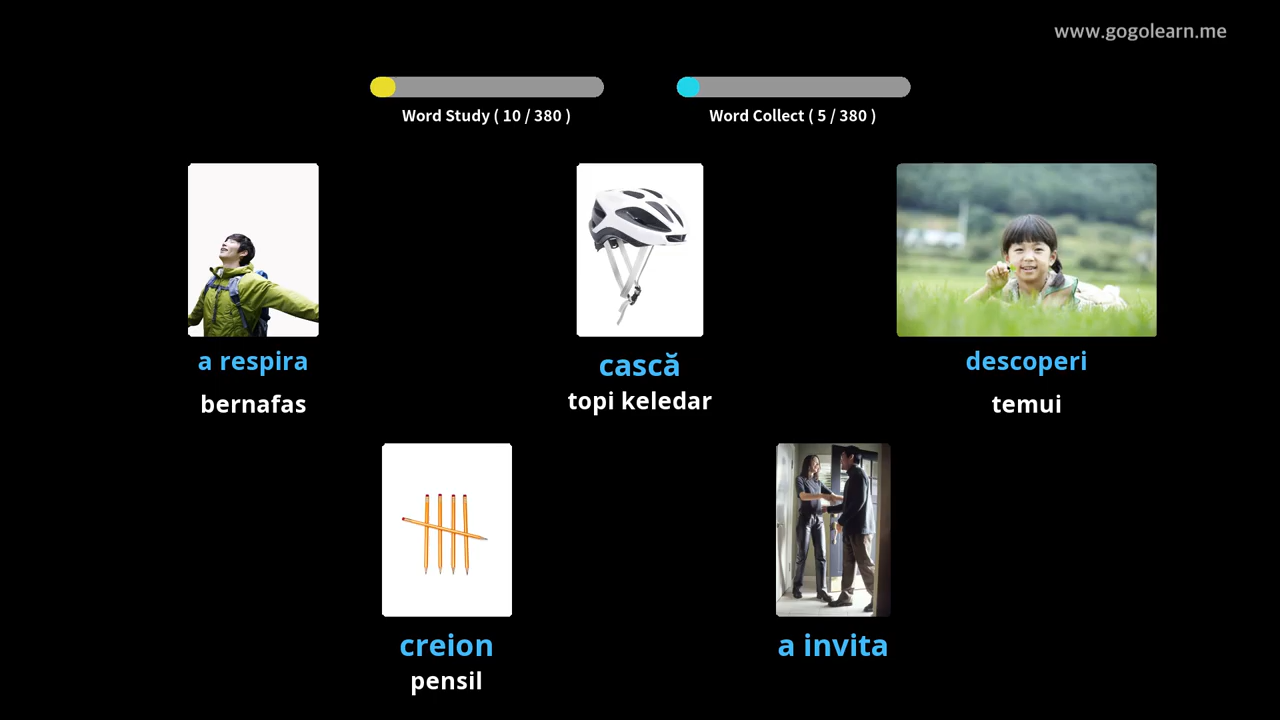 www.gogolearn.me
Word Study ( 10 / 380 )
Word Collect ( 5 / 380 )
a respira
bernafas
cască
topi keledar
descoperi
temui
creion
pensil
a invita